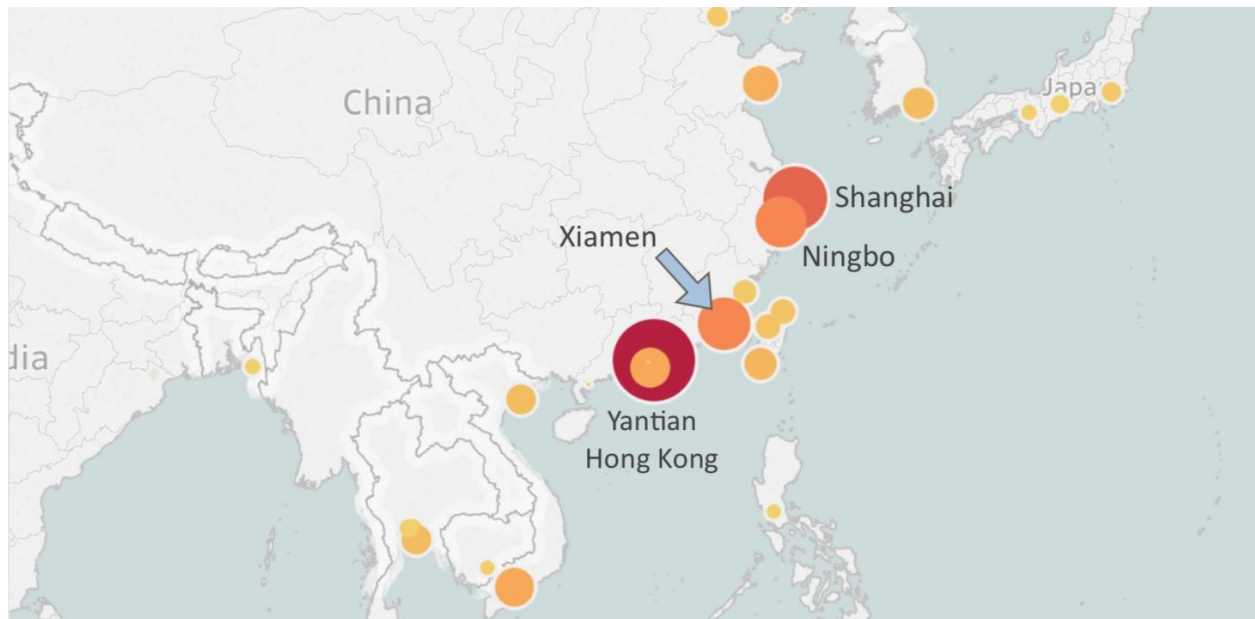 China
Japa
Shanghai
Xiamen
Ningbo
dia
Yantian
Hong Kong